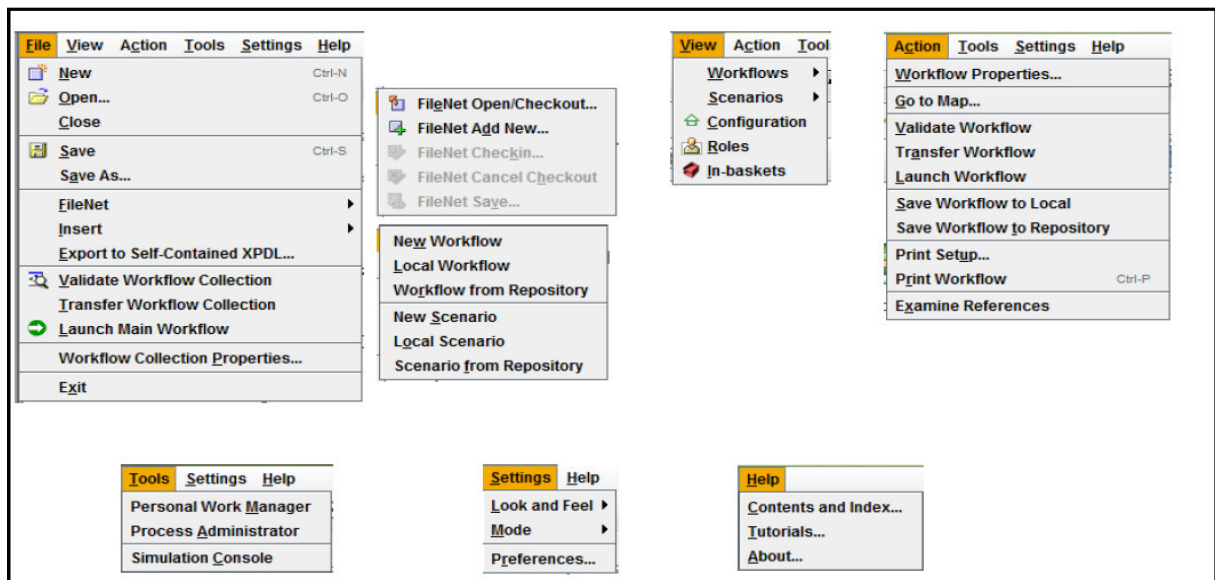 File View Action Tools Settings Help
New Ctrl-N
Open... Ctrl-O
Close
Save Ctrl-S
Save As...
FileNet
Insert
Export to Self-Contained XPDL...
Validate Workflow Collection
Transfer Workflow Collection
Launch Main Workflow
Workflow Collection Properties...
Exit
FileNet Open/Checkout...
FileNet Add New...
FileNet Checkin...
FileNet Cancel Checkout
FileNet Save...
New Workflow
Local Workflow
Workflow from Repository
New Scenario
Local Scenario
Scenario from Repository
View Action Tool
Workflows
Scenarios
Configuration
Roles
In-baskets
Action Tools Settings Help
Workflow Properties...
Go to Map...
Validate Workflow
Transfer Workflow
Launch Workflow
Save Workflow to Local
Save Workflow to Repository
Print Setup...
Print Workflow Ctrl-P
Examine References
Tools Settings Help
Personal Work Manager
Process Administrator
Simulation Console
Settings Help
Look and Feel
Mode
Preferences...
Help
Contents and Index...
Tutorials...
About...